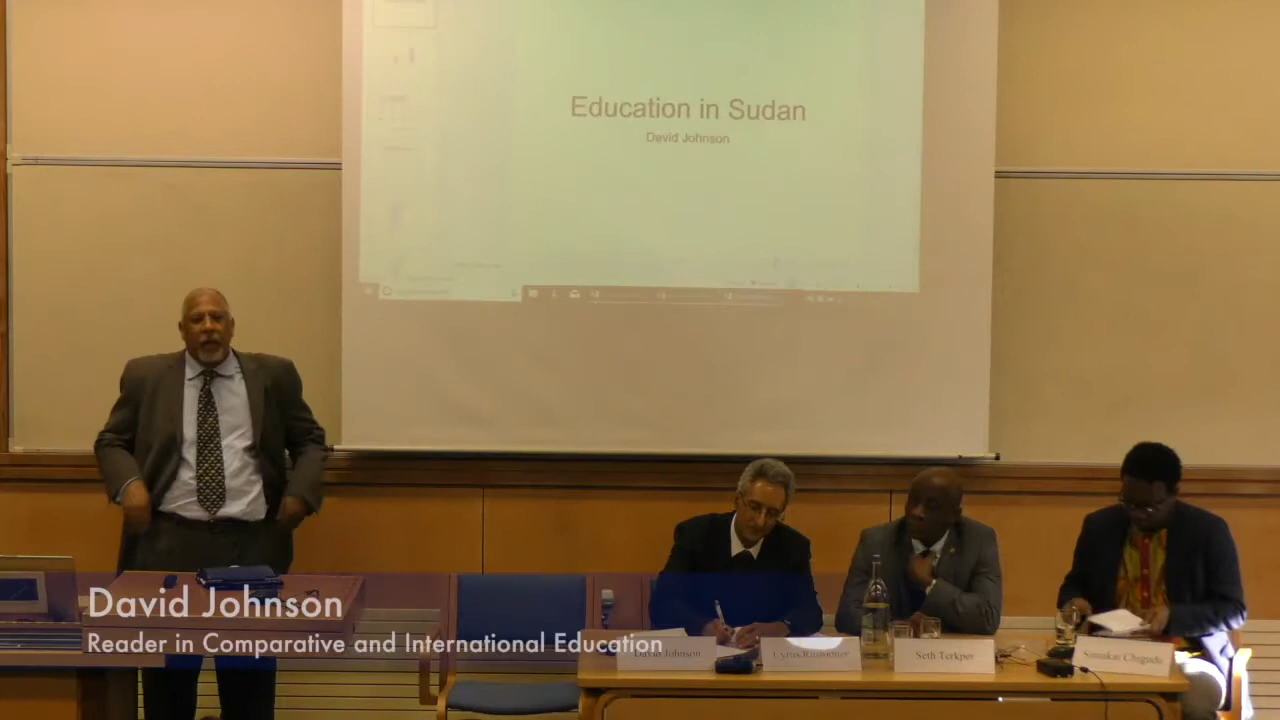 Education in Sudan
David Johnson
David Johnson
Reader in Comparative and International Education
David Johnson
Seth Terkper